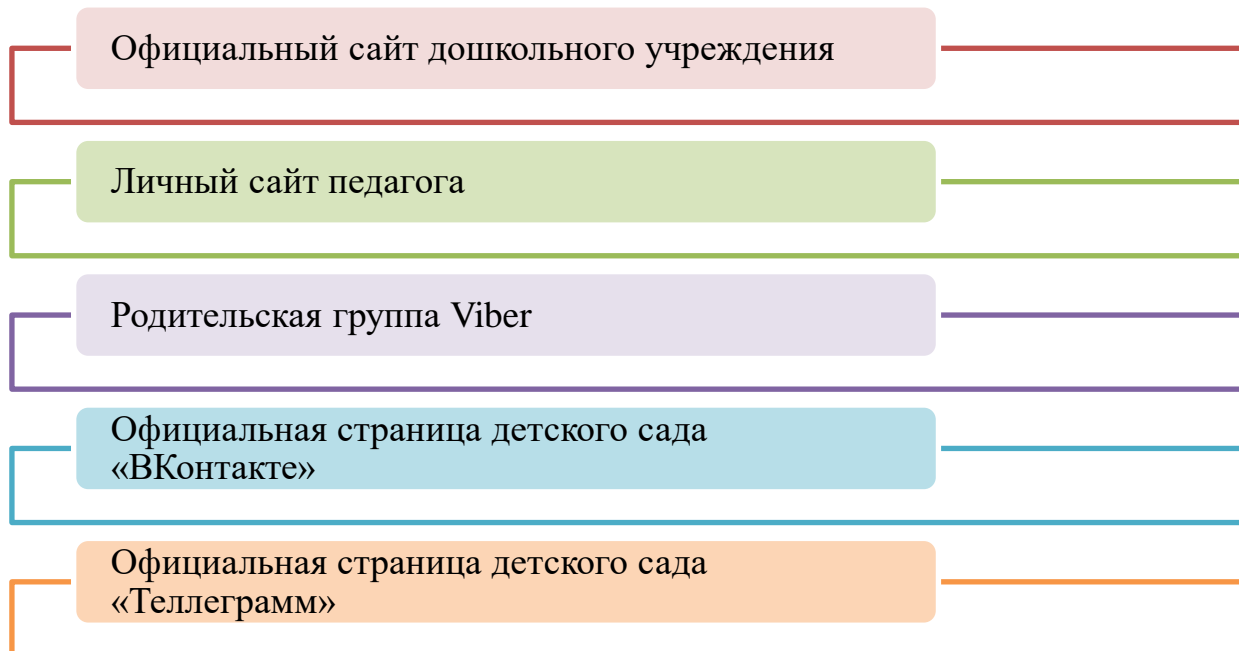 Официальный сайт дошкольного учреждения
Личный сайт педагога
Родительская группа Viber
Официальная страница детского сада
«ВКонтакте»
Официальная страница детского сада
«Теллеграмм»